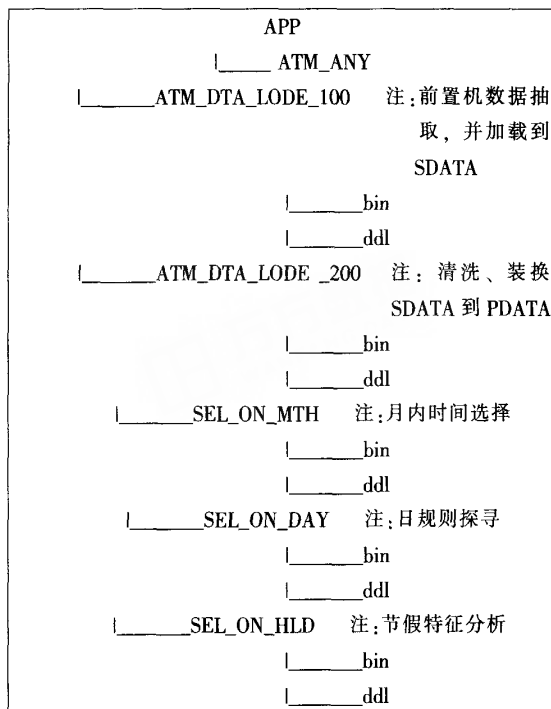 APP
|_____ ATM_ANY
|_______ATM_DTA_LODE_100 注:前置机数据抽
取，并加载到
SDATA
|_______bin
|_______ddl
|_______ATM_DTA_LODE _200 注：清洗、装换
SDATA 到 PDATA
|_______bin
|_______ddl
|_______SEL_ON_MTH 注:月内时间选择
|_______bin
|_______ddl
|_______SEL_ON_DAY 注:日规则探寻
|_______bin
|_______ddl
|_______SEL_ON_HLD 注:节假特征分析
|_______bin
|_______ddl